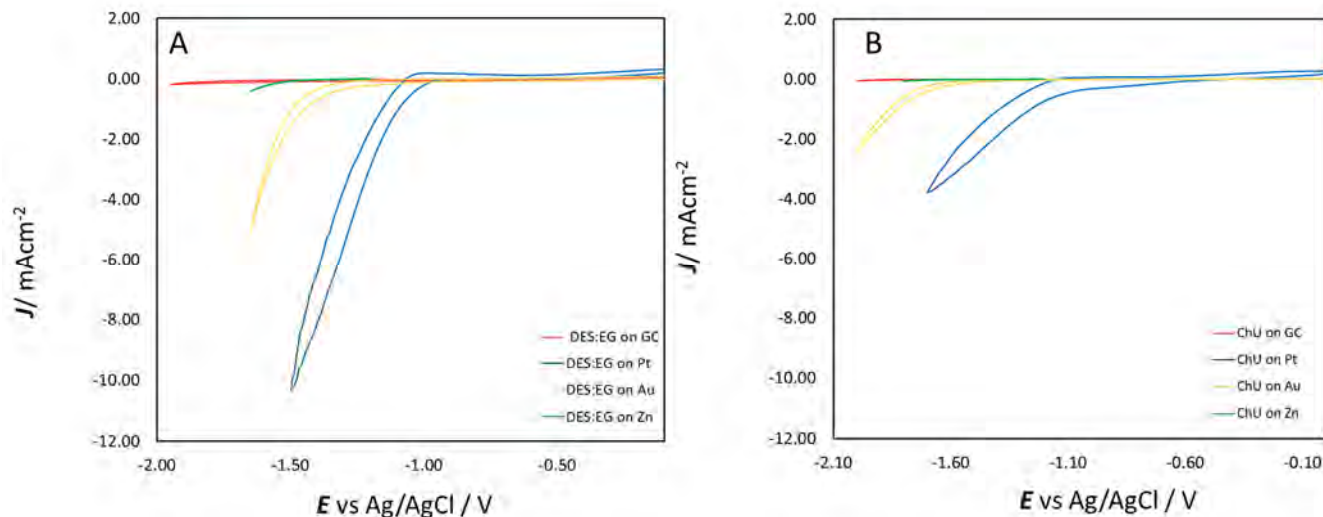 A
2.00
0.00
-2.00
-4.00
-6.00
-8.00
-10.00
-12.00
-2.00 -1.50 -1.00 -0.50
J/ mAcm-2
E vs Ag/AgCl / V
DES:EG on GC
DES:EG on Pt
DES:EG on Au
DES:EG on Zn
B
2.00
0.00
-2.00
-4.00
-6.00
-8.00
-10.00
-12.00
-2.10 -1.60 -1.10 -0.60 -0.10
J/ mAcm-2
E vs Ag/AgCl / V
ChU on GC
ChU on Pt
ChU on Au
ChU on Zn